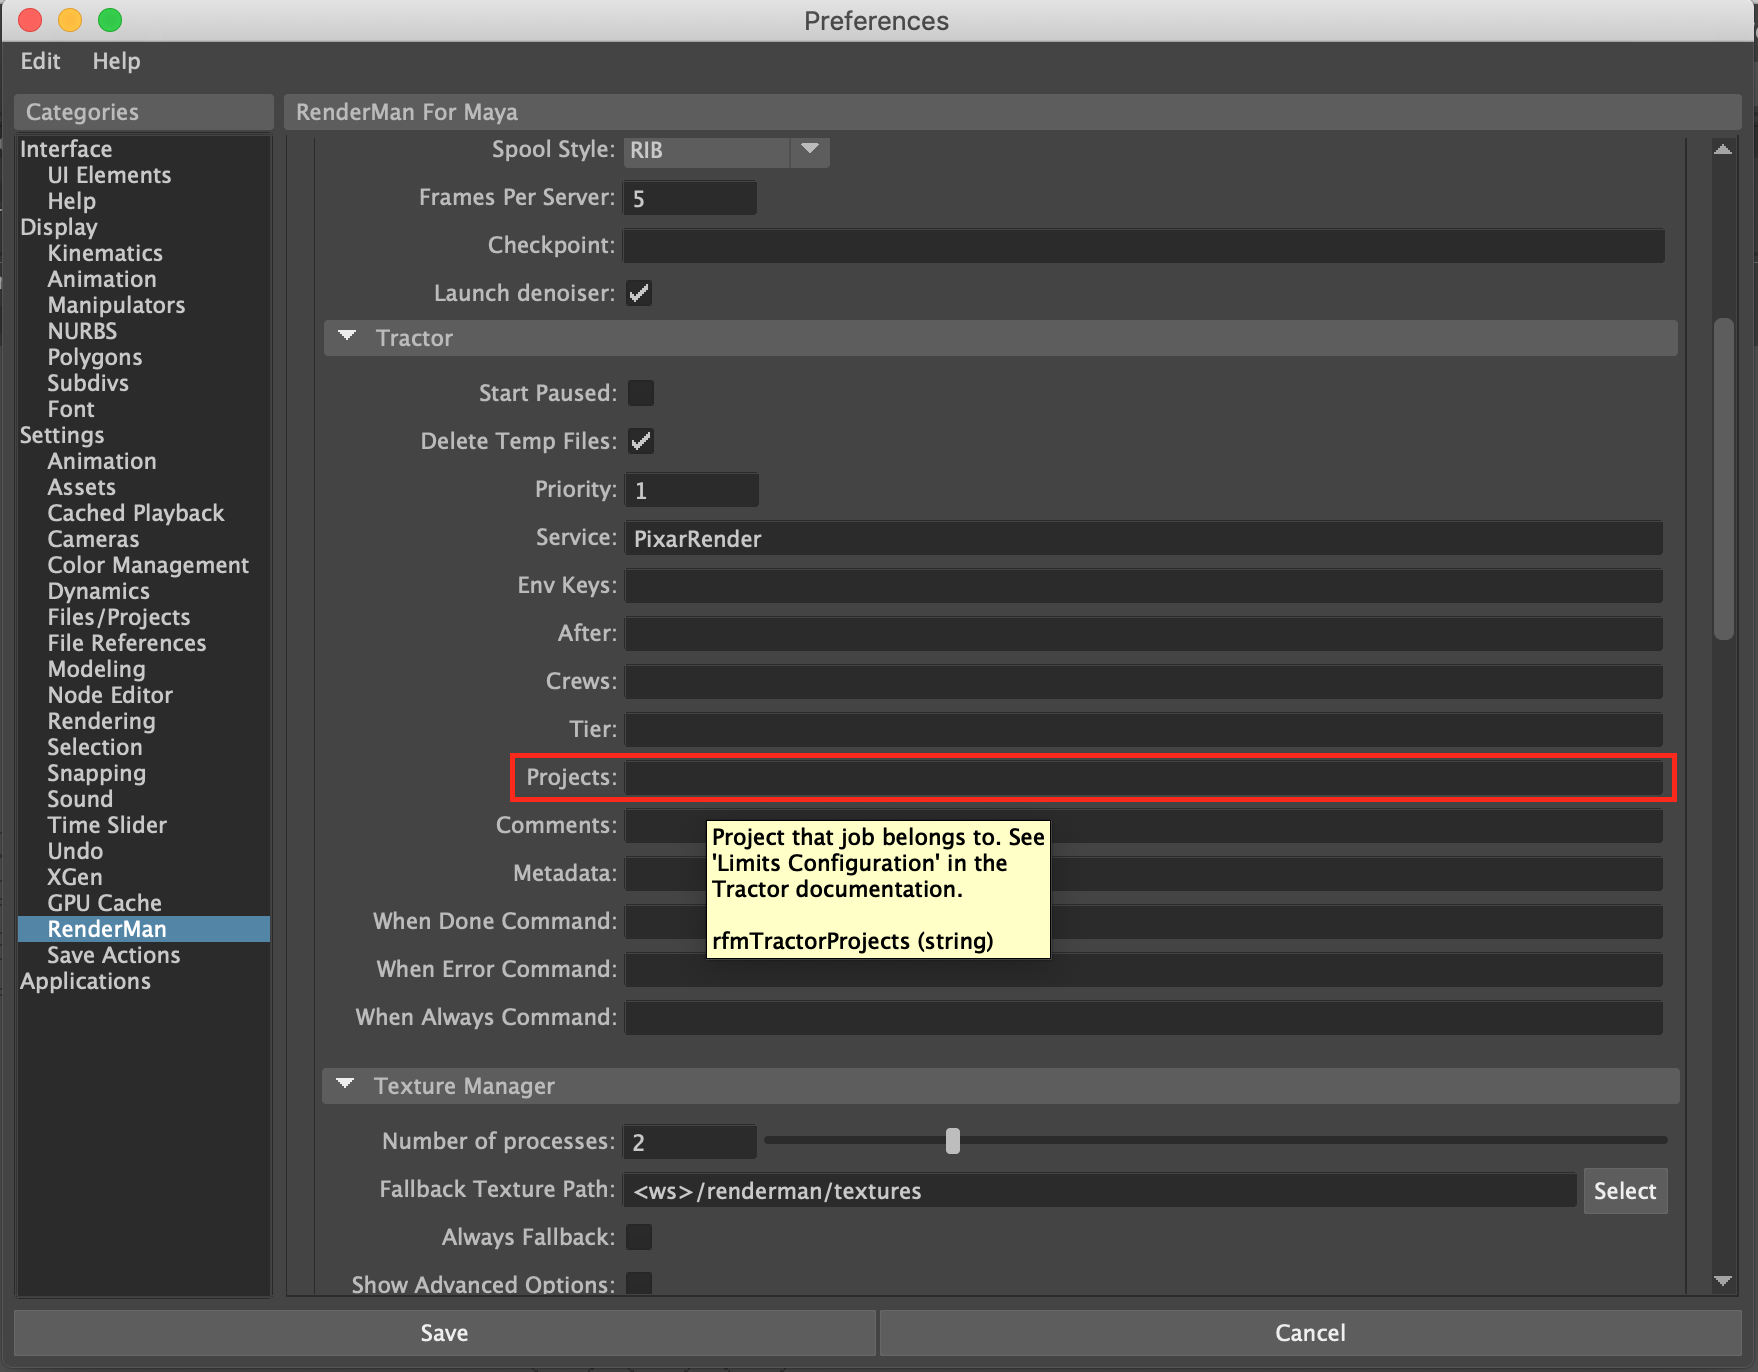 Preferences
Edit Help
Categories
Interface
UI Elements
Help
Display
Kinematics
Animation
Manipulators
NURBS
Polygons
Subdivs
Font
Settings
Animation
Assets
Cached Playback
Cameras
Color Management
Dynamics
Files/Projects
File References
Modeling
Node Editor
Rendering
Selection
Snapping
Sound
Time Slider
Undo
XGen
GPU Cache
RenderMan
Save Actions
Applications
RenderMan For Maya
Spool Style: RIB
Frames Per Server: 5
Checkpoint:
Launch denoiser:
Tractor
Start Paused:
Delete Temp Files:
Priority: 1
Service: PixarRender
Env Keys:
After:
Crews:
Tier:
Projects:
Comments:
Metadata:
When Done Command:
When Error Command:
When Always Command:
Project that job belongs to. See
'Limits Configuration' in the
Tractor documentation.
rfmTractorProjects (string)
Texture Manager
Number of processes: 2
Fallback Texture Path: <ws>/renderman/textures Select
Always Fallback:
Show Advanced Options:
Save Cancel